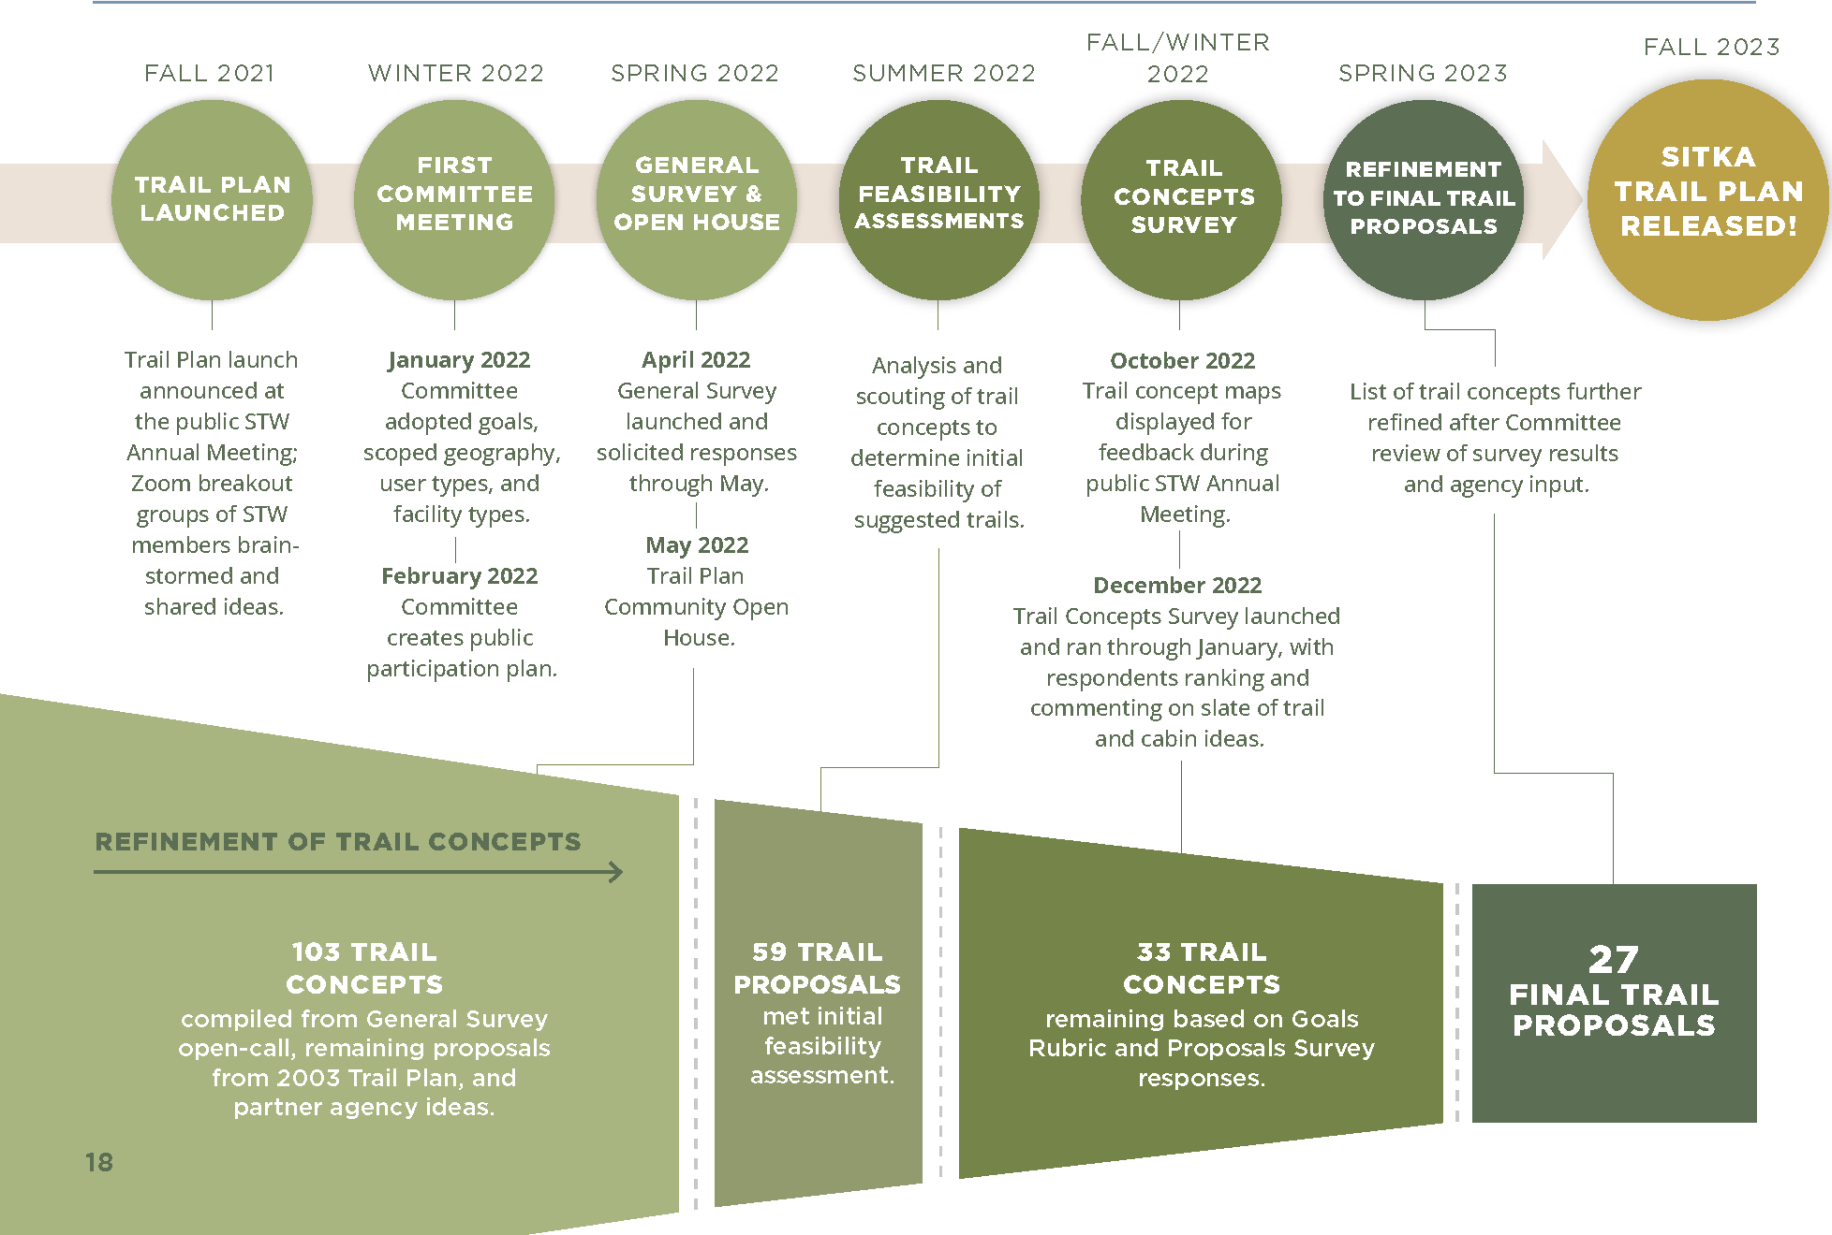 FALL 2021
TRAIL PLAN
LAUNCHED
Trail Plan launch
announced at
the public STW
Annual Meeting;
Zoom breakout
groups of STW
members brain-
stormed and
shared ideas.
WINTER 2022
FIRST
COMMITTEE
MEETING
January 2022
Committee
adopted goals,
scoped geography,
user types, and
facility types.
February 2022
Committee
creates public
participation plan.
SPRING 2022
GENERAL
SURVEY &
OPEN HOUSE
April 2022
General Survey
launched and
solicited responses
through May.
May 2022
Trail Plan
Community Open
House.
SUMMER 2022
TRAIL
FEASIBILITY
ASSESSMENTS
Analysis and
scouting of trail
concepts to
determine initial
feasibility of
suggested trails.
FALL/WINTER
2022
TRAIL
CONCEPTS
SURVEY
October 2022
Trail concept maps
displayed for
feedback during
public STW Annual
Meeting.
December 2022
Trail Concepts Survey launched
and ran through January, with
respondents ranking and
commenting on slate of trail
and cabin ideas.
SPRING 2023
REFINEMENT
TO FINAL TRAIL
PROPOSALS
List of trail concepts further
refined after Committee
review of survey results
and agency input.
FALL 2023
SITKA
TRAIL PLAN
RELEASED!
REFINEMENT OF TRAIL CONCEPTS
103 TRAIL
CONCEPTS
compiled from General Survey
open-call, remaining proposals
from 2003 Trail Plan, and
partner agency ideas.
59 TRAIL
PROPOSALS
met initial
feasibility
assessment.
33 TRAIL
CONCEPTS
remaining based on Goals
Rubric and Proposals Survey
responses.
27
FINAL TRAIL
PROPOSALS
18